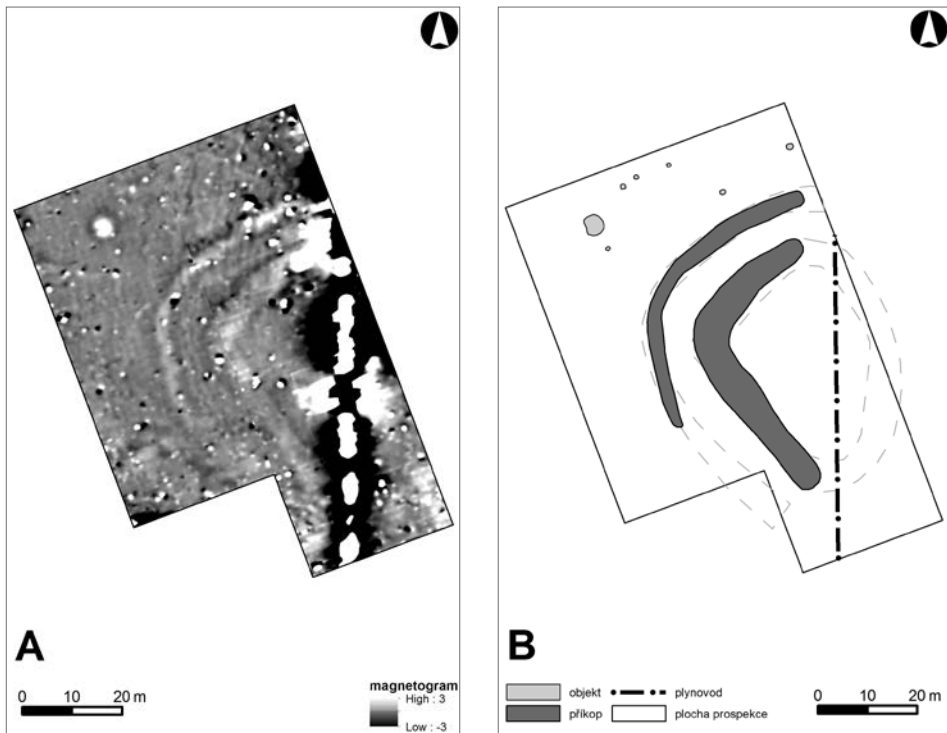 A
0 10 20 m
magnetogram
High : 3
Low : -3
B
objekt
plynovod
příkop
plocha prospekce
0 10 20 m